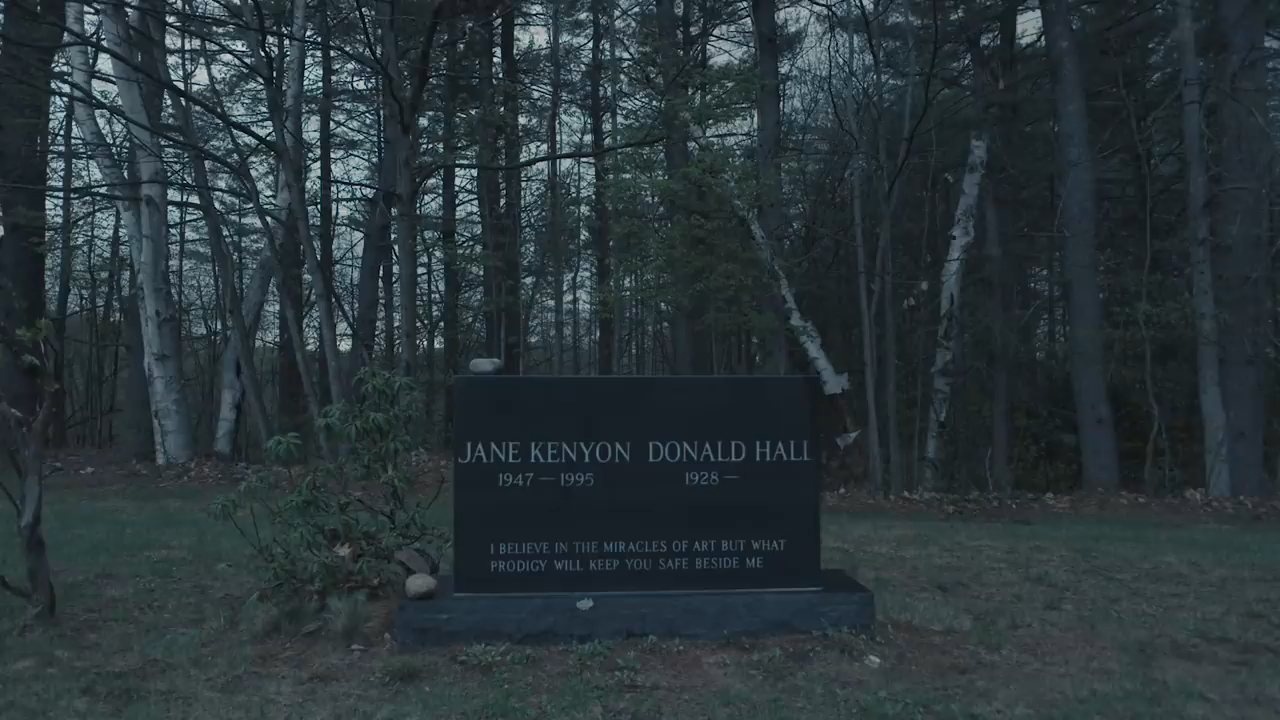 JANE KENYON DONALD HALL
1947 — 1995 1928 —
I BELIEVE IN THE MIRACLES OF ART BUT WHAT
PRODIGY WILL KEEP YOU SAFE BESIDE ME